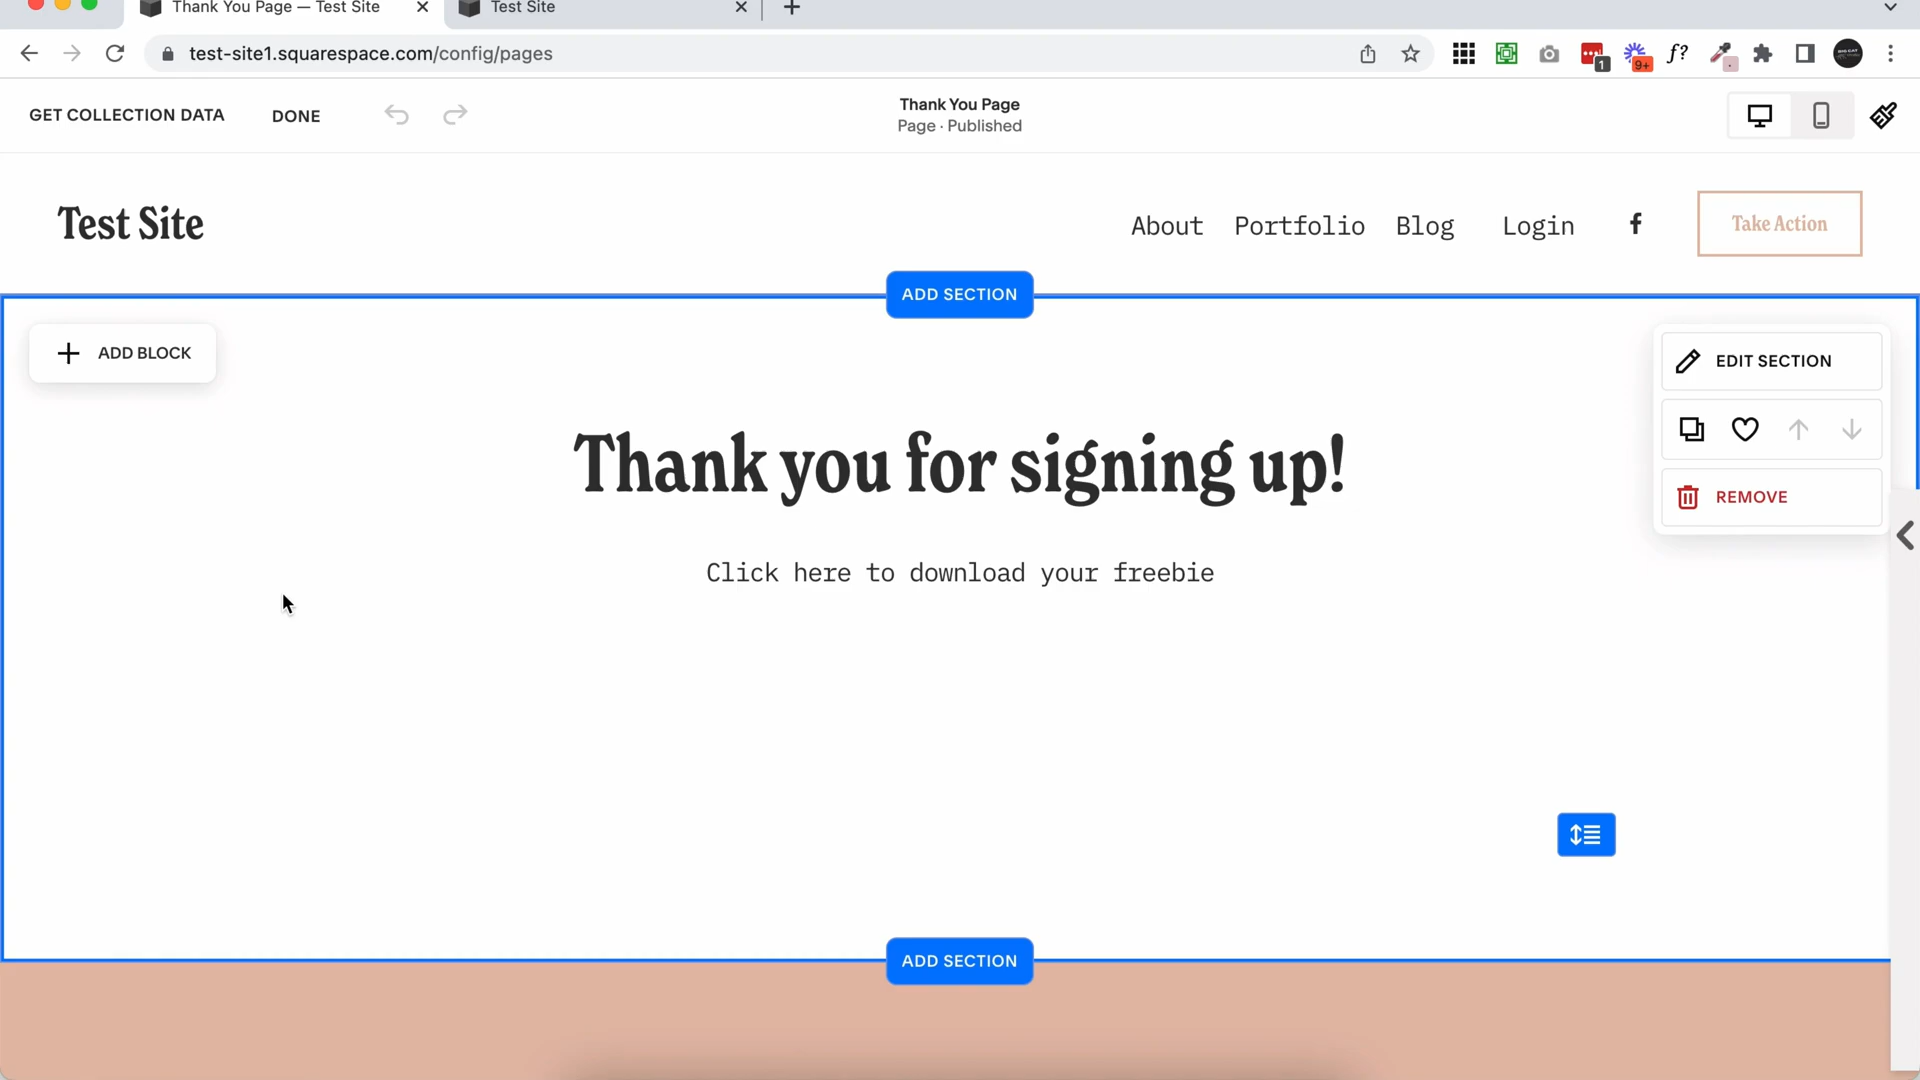 Thank You Page — Test Site
Test Site
test-site1.squarespace.com/config/pages
1
9+
f?
GET COLLECTION DATA
DONE
Thank You Page
Page · Published
Test Site
About
Portfolio
Blog
Login
Take Action
ADD SECTION
ADD BLOCK
EDIT SECTION
REMOVE
Thank you for signing up!
Click here to download your freebie
ADD SECTION